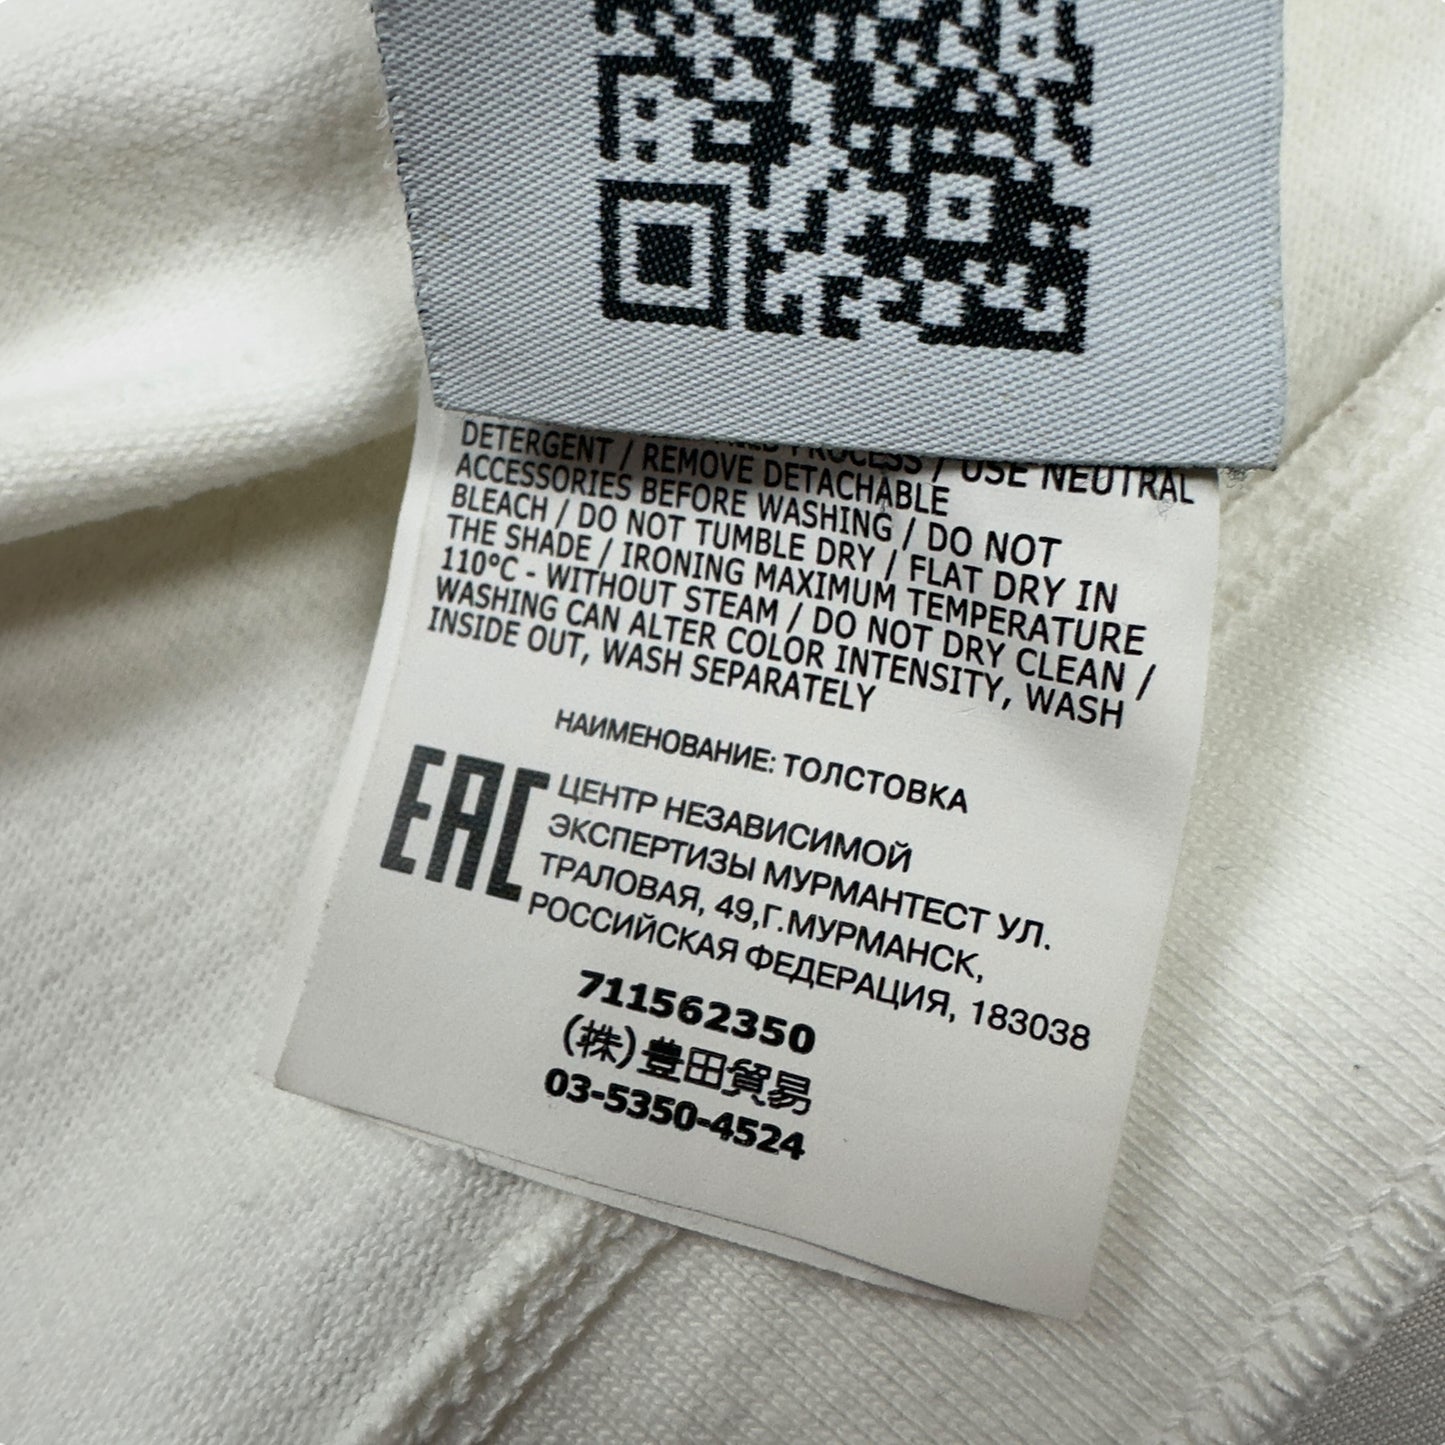 PROCESS / USE NEUTRAL
DETERGENT / REMOVE DETACHABLE
ACCESSORIES BEFORE WASHING / DO NOT
BLEACH / DO NOT TUMBLE DRY / FLAT DRY IN
THE SHADE / IRONING MAXIMUM TEMPERATURE
110°C - WITHOUT STEAM / DO NOT DRY CLEAN /
WASHING CAN ALTER COLOR INTENSITY, WASH
INSIDE OUT, WASH SEPARATELY
НАИМЕНОВАНИЕ: ТОЛСТОВКА
EAC
ЦЕНТР НЕЗАВИСИМОЙ
ЭКСПЕРТИЗЫ МУРМАНТЕСТ УЛ.
ТРАЛОВАЯ, 49,Г.МУРМАНСК,
РОССИЙСКАЯ ФЕДЕРАЦИЯ, 183038
711562350
(株)豊田貿易
03-5350-4524